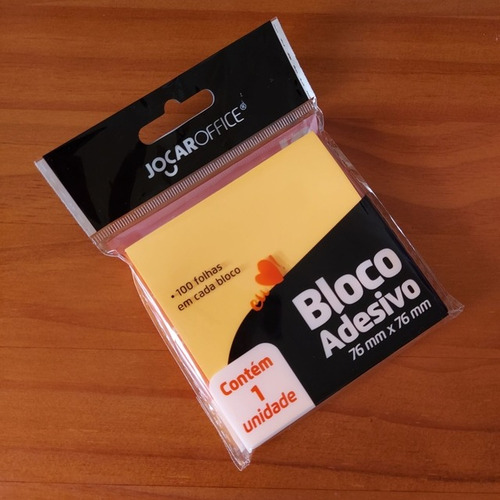 JOCAROFFICE®
• 100 folhas
em cada bloco
Bloco
Adesivo
76 mm x 76 mm
Contém
1
unidade